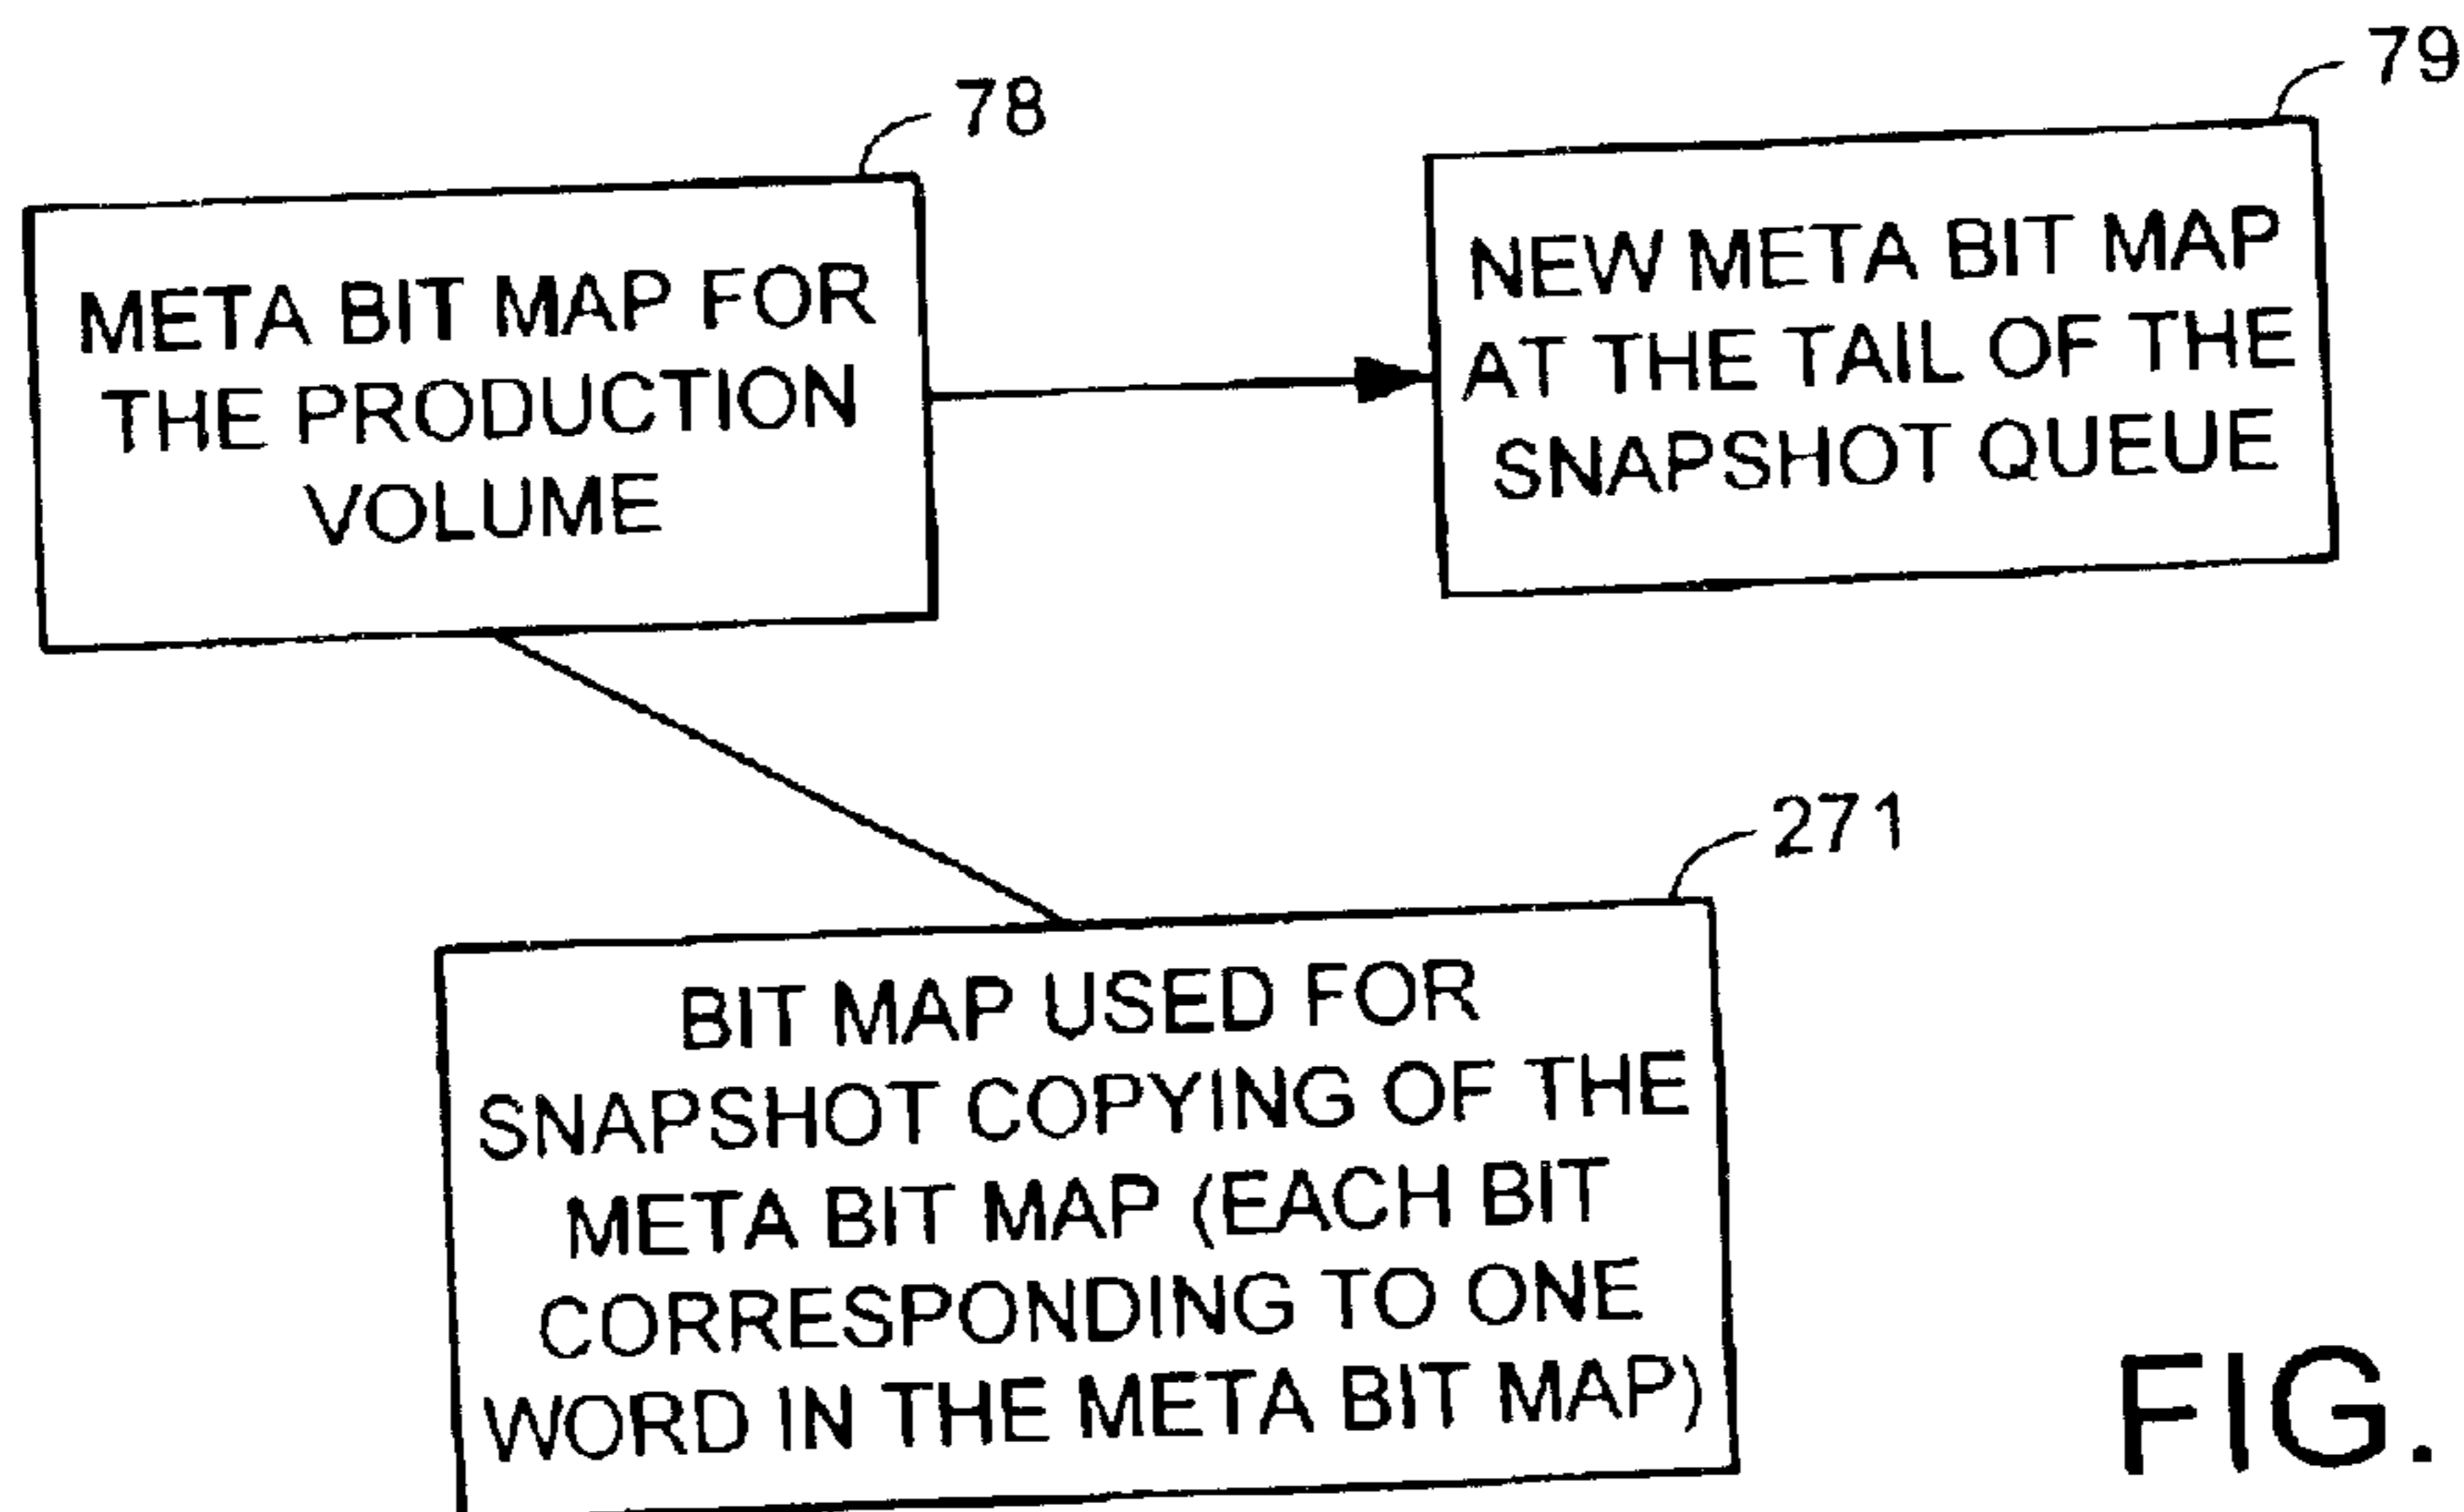 78
79
META BIT MAP FOR
THE PRODUCTION
VOLUME
NEW META BIT MAP
AT THE TAIL OF THE
SNAPSHOT QUEUE
271
BIT MAP USED FOR
SNAPSHOT COPYING OF THE
META BIT MAP (EACH BIT
CORRESPONDING TO ONE
WORD IN THE META BIT MAP)
FIG.